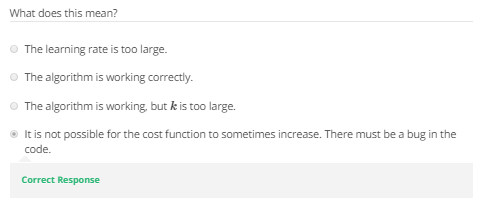 What does this mean?
The learning rate is too large.
The algorithm is working correctly.
The algorithm is working, but k is too large.
It is not possible for the cost function to sometimes increase. There must be a bug in the
code.
Correct Response